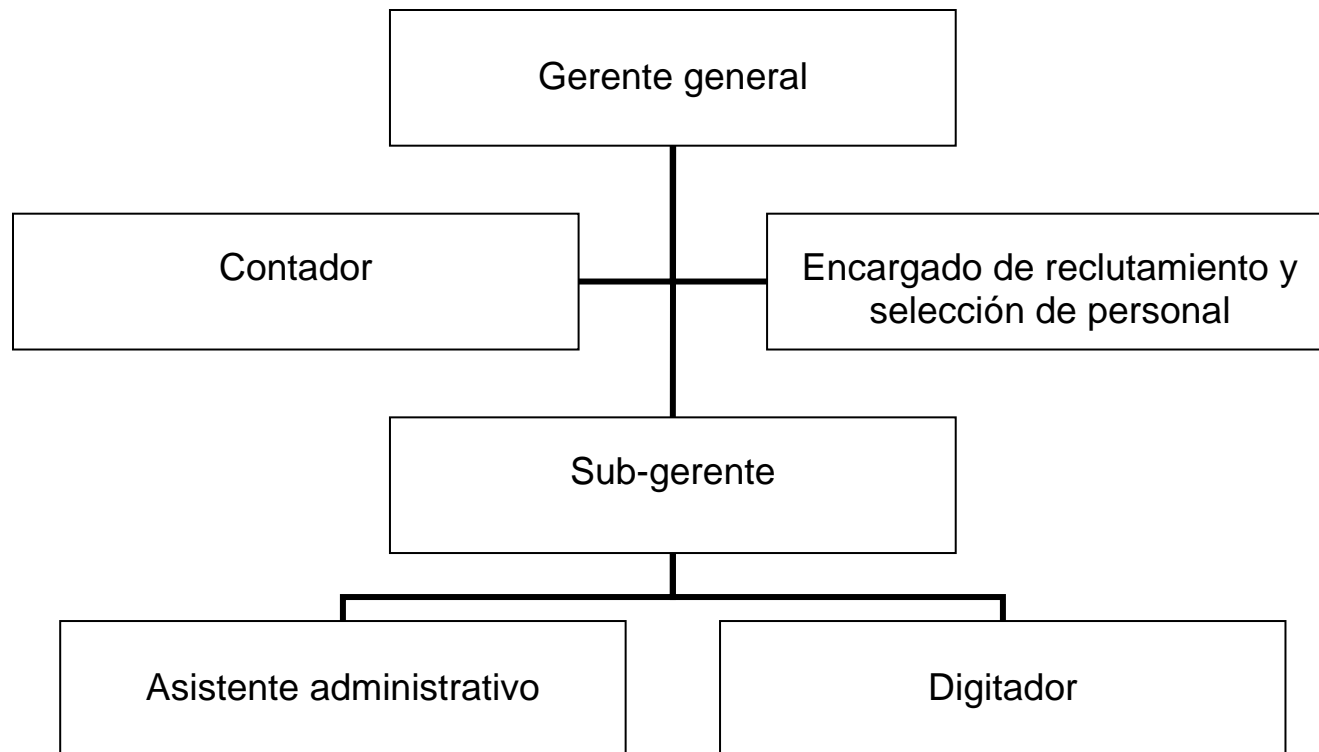 Gerente general
Contador
Encargado de reclutamiento y
selección de personal
Sub-gerente
Asistente administrativo
Digitador